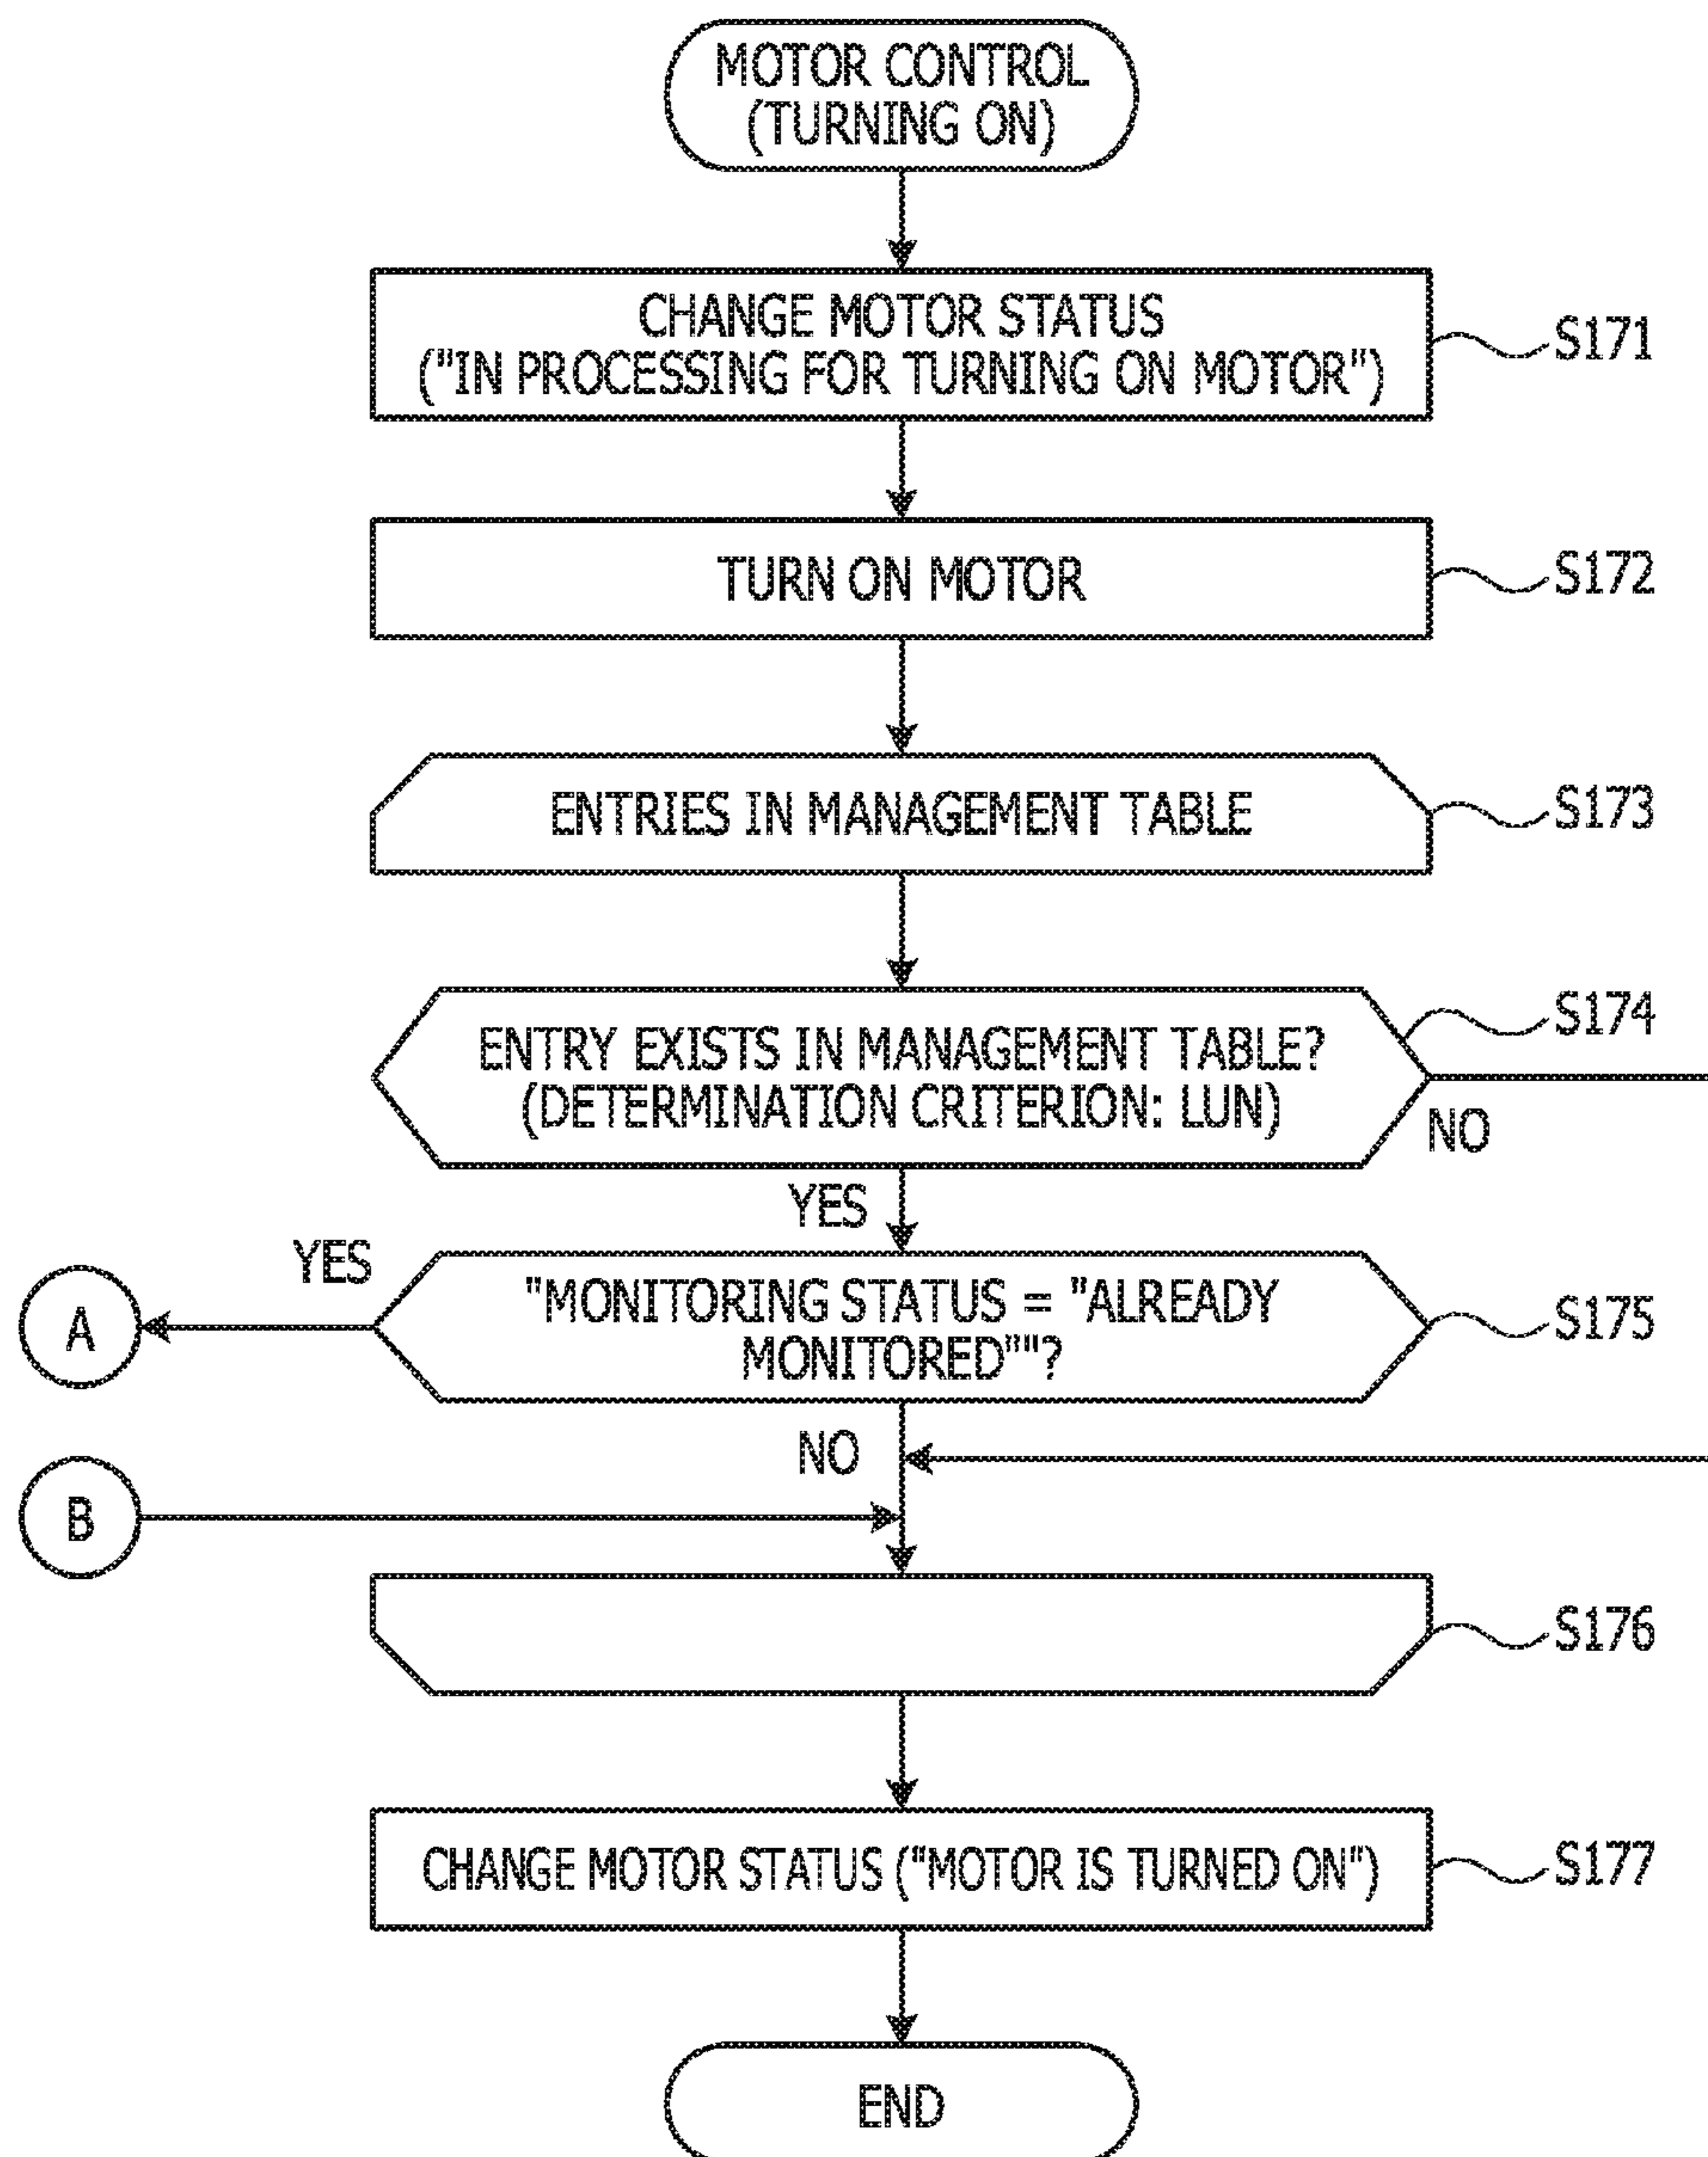 MOTOR CONTROL
(TURNING ON)
CHANGE MOTOR STATUS
("IN PROCESSING FOR TURNING ON MOTOR")
S171
TURN ON MOTOR
S172
ENTRIES IN MANAGEMENT TABLE
S173
ENTRY EXISTS IN MANAGEMENT TABLE?
(DETERMINATION CRITERION: LUN)
S174
NO
YES
YES
A
"MONITORING STATUS = "ALREADY
MONITORED""?
S175
NO
B
S176
CHANGE MOTOR STATUS ("MOTOR IS TURNED ON")
S177
END